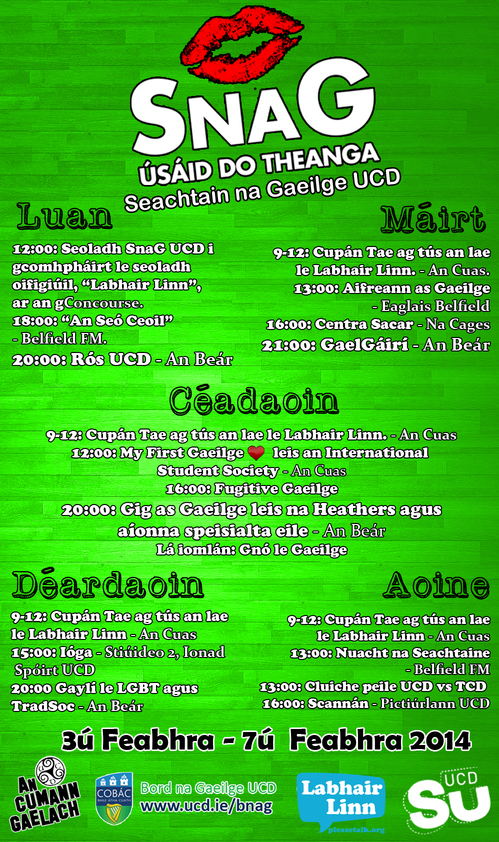 SNAG
ÚSÁID DO THEANGA
Seachtain na Gaeilge UCD
Luan
12:00: Seoladh SnaG UCD i
gcomhpháirt le seoladh
oifigiúil, “Labhair Linn”,
ar an gConcourse.
18:00: “An Seó Ceoil”
- Belfield FM.
20:00: Rós UCD - An Beár
Máirt
9-12: Cupán Tae ag tús an lae
le Labhair Linn. - An Cuas.
13:00: Aifreann as Gaeilge
- Eaglais Belfield
16:00: Centra Sacar - Na Cages
21:00: GaelGáirí - An Beár
Céadaoin
9-12: Cupán Tae ag tús an lae le Labhair Linn. - An Cuas
12:00: My First Gaeilge ❤ leis an International
Student Society - An Cuas
16:00: Fugitive Gaeilge
20:00: Gig as Gaeilge leis na Heathers agus
aíonna speisialta eile - An Beár
Lá iomlán: Gnó le Gaeilge
Déardaoin
9-12: Cupán Tae ag tús an lae
le Labhair Linn - An Cuas
15:00: Ióga - Stiúideo 2, Ionad
Spóirt UCD
20:00 Gaylí le LGBT agus
TradSoc - An Beár
Aoine
9-12: Cupán Tae ag tús an lae
le Labhair Linn - An Cuas
13:00: Nuacht na Seachtaine
- Belfield FM
13:00: Cluiche peile UCD vs TCD
16:00: Scannán - Pictiúrlann UCD
3ú Feabhra - 7ú Feabhra 2014
AN
CUMANN
GAELACH
COBÁC
BAILE ÁTHA CLIATH
Bord na Gaeilge UCD
www.ucd.ie/bnag
Labhair
Linn
pleasetalk.org
UCD
SU